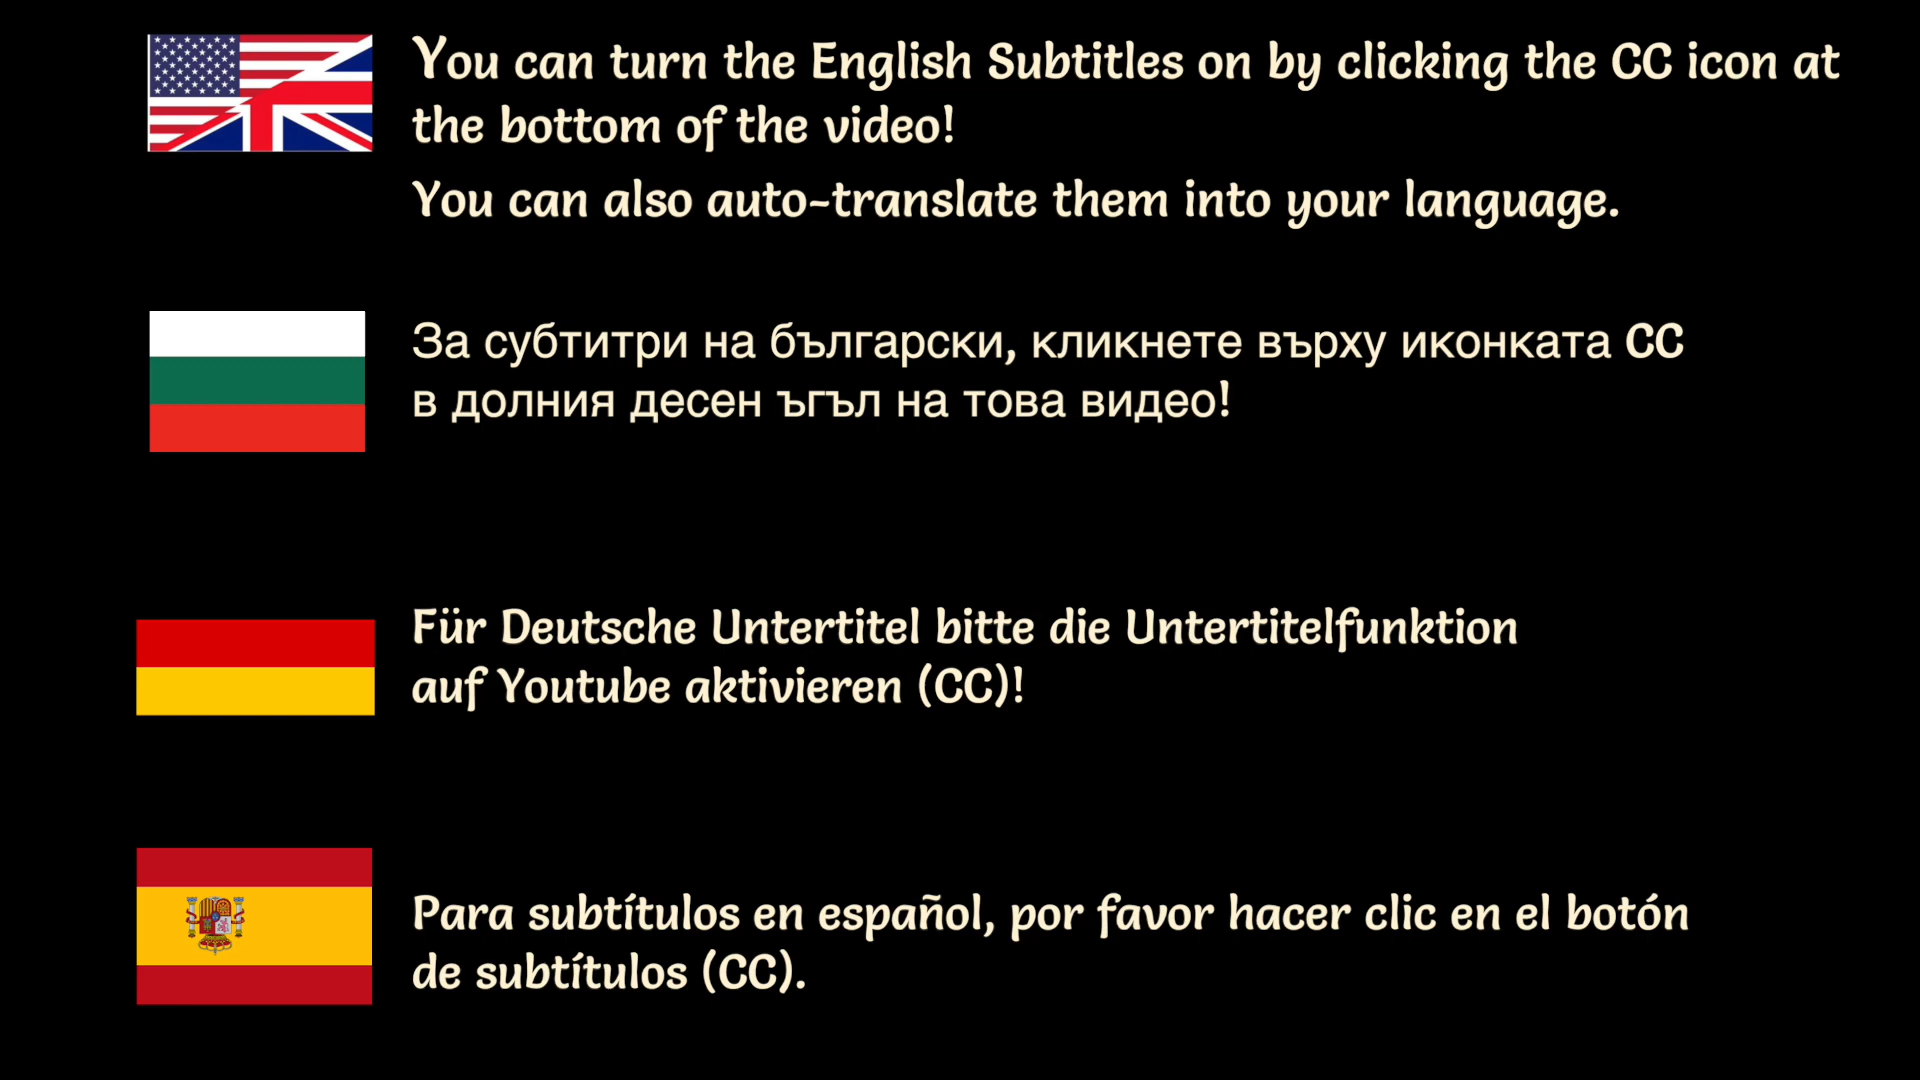 You can turn the English Subtitles on by clicking the CC icon at
the bottom of the video!
You can also auto-translate them into your language.
За субтитри на български, кликнете върху иконката CC
в долния десен ъгъл на това видео!
Für Deutsche Untertitel bitte die Untertitelfunktion
auf Youtube aktivieren (CC)!
Para subtítulos en español, por favor hacer clic en el botón
de subtítulos (CC).